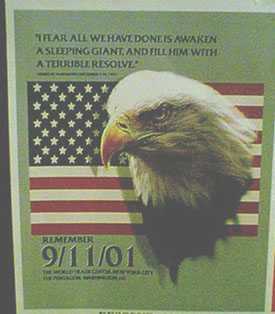 "I FEAR ALL WE HAVE DONE IS AWAKEN
A SLEEPING GIANT, AND FILL HIM WITH
A TERRIBLE RESOLVE."
REMEMBER
9/11/01
THE WORLD TRADE CENTER, NEW YORK CITY
THE PENTAGON, WASHINGTON, DC